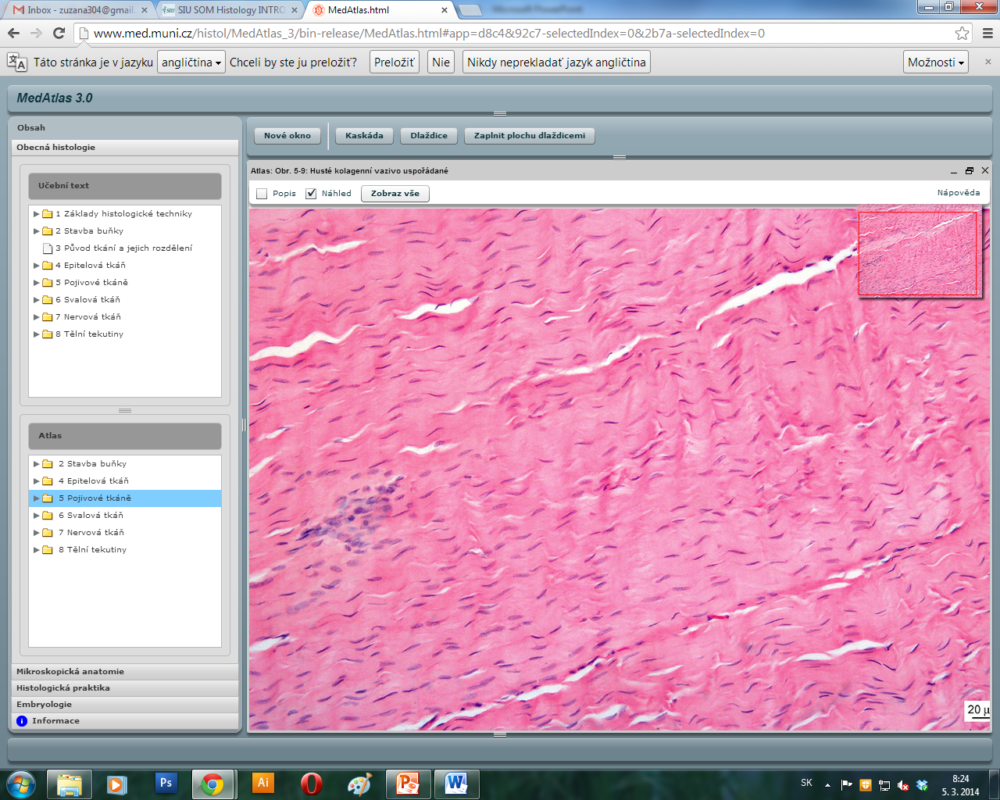 Inbox - zuzana304@gmail.
SIU SOM Histology INTRO
MedAtlas.html
Microsoft PowerPoint
www.med.muni.cz/histol/MedAtlas_3/bin-release/MedAtlas.html#app=d8c4&92c7-selectedIndex=0&2b7a-selectedIndex=0
Táto stránka je v jazyku angličtina Chceli by ste ju preložiť? Preložiť Nie Nikdy neprekladať jazyk angličtina Možnosti
MedAtlas 3.0
Obsah
Obecná histologie
Učební text
1 Základy histologické techniky
2 Stavba buňky
3 Původ tkání a jejich rozdělení
4 Epitelová tkáň
5 Pojivové tkáně
6 Svalová tkáň
7 Nervová tkáň
8 Tělní tekutiny
Atlas
2 Stavba buňky
4 Epitelová tkáň
5 Pojivové tkáně
6 Svalová tkáň
7 Nervová tkáň
8 Tělní tekutiny
Mikroskopická anatomie
Histologická praktika
Embryologie
i Informace
Nové okno Kaskáda Dlaždice Zaplnit plochu dlaždicemi
Atlas: Obr. 5-9: Husté kolagenní vazivo uspořádané
Popis Náhled Zobraz vše Nápověda
20 µ
Ps Ai
SK
8:24
5. 3. 2014